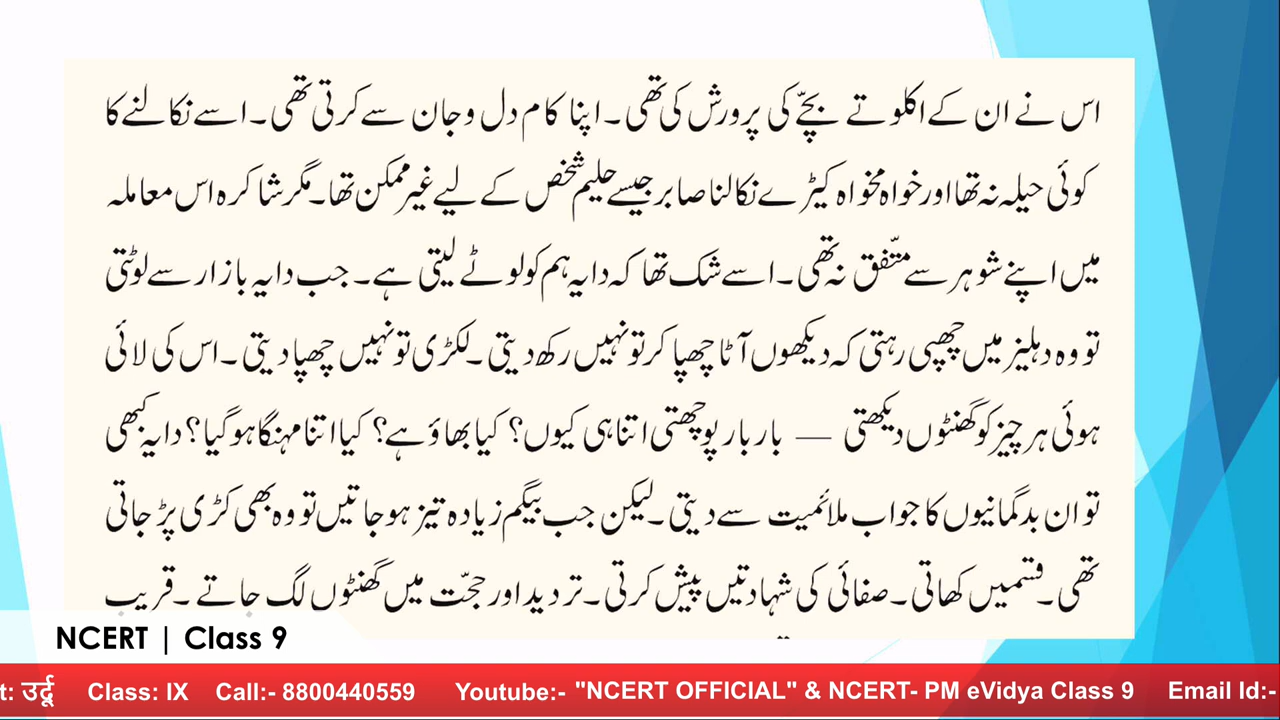 اس نے ان کے اکلوتے بچّے کی پرورش کی تھی۔ اپنا کام دل و جان سے کرتی تھی۔ اسے نکالنے کا
کوئی حیلہ نہ تھا اور خواہ مخواہ کیڑے نکالنا صابر جیسے حلیم شخص کے لیے غیر ممکن تھا۔ مگر شاکرہ اس معاملہ
میں اپنے شوہر سے متّفق نہ تھی۔ اسے شک تھا کہ دایہ ہم کو لوٹے لیتی ہے۔ جب دایہ بازار سے لوٹتی
تو وہ دہلیز میں چھپی رہتی کہ دیکھوں آٹا چھپا کر تو نہیں رکھ دیتی۔ لکڑی تو نہیں چھپا دیتی۔ اس کی لائی
ہوئی ہر چیز کو گھنٹوں دیکھتی — بار بار پوچھتی اتنا ہی کیوں؟ کیا بھاؤ ہے؟ کیا اتنا مہنگا ہو گیا؟ دایہ کبھی
تو ان بدگمانیوں کا جواب ملائمیت سے دیتی۔ لیکن جب بیگم زیادہ تیز ہو جاتیں تو وہ بھی کڑی پڑ جاتی
تھی۔ قسمیں کھاتی۔ صفائی کی شہادتیں پیش کرتی۔ تردید اور حجّت میں گھنٹوں لگ جاتے۔ قریب
NCERT | Class 9
t: उर्दू Class: IX Call:- 8800440559 Youtube:- "NCERT OFFICIAL" & NCERT- PM eVidya Class 9 Email Id:-